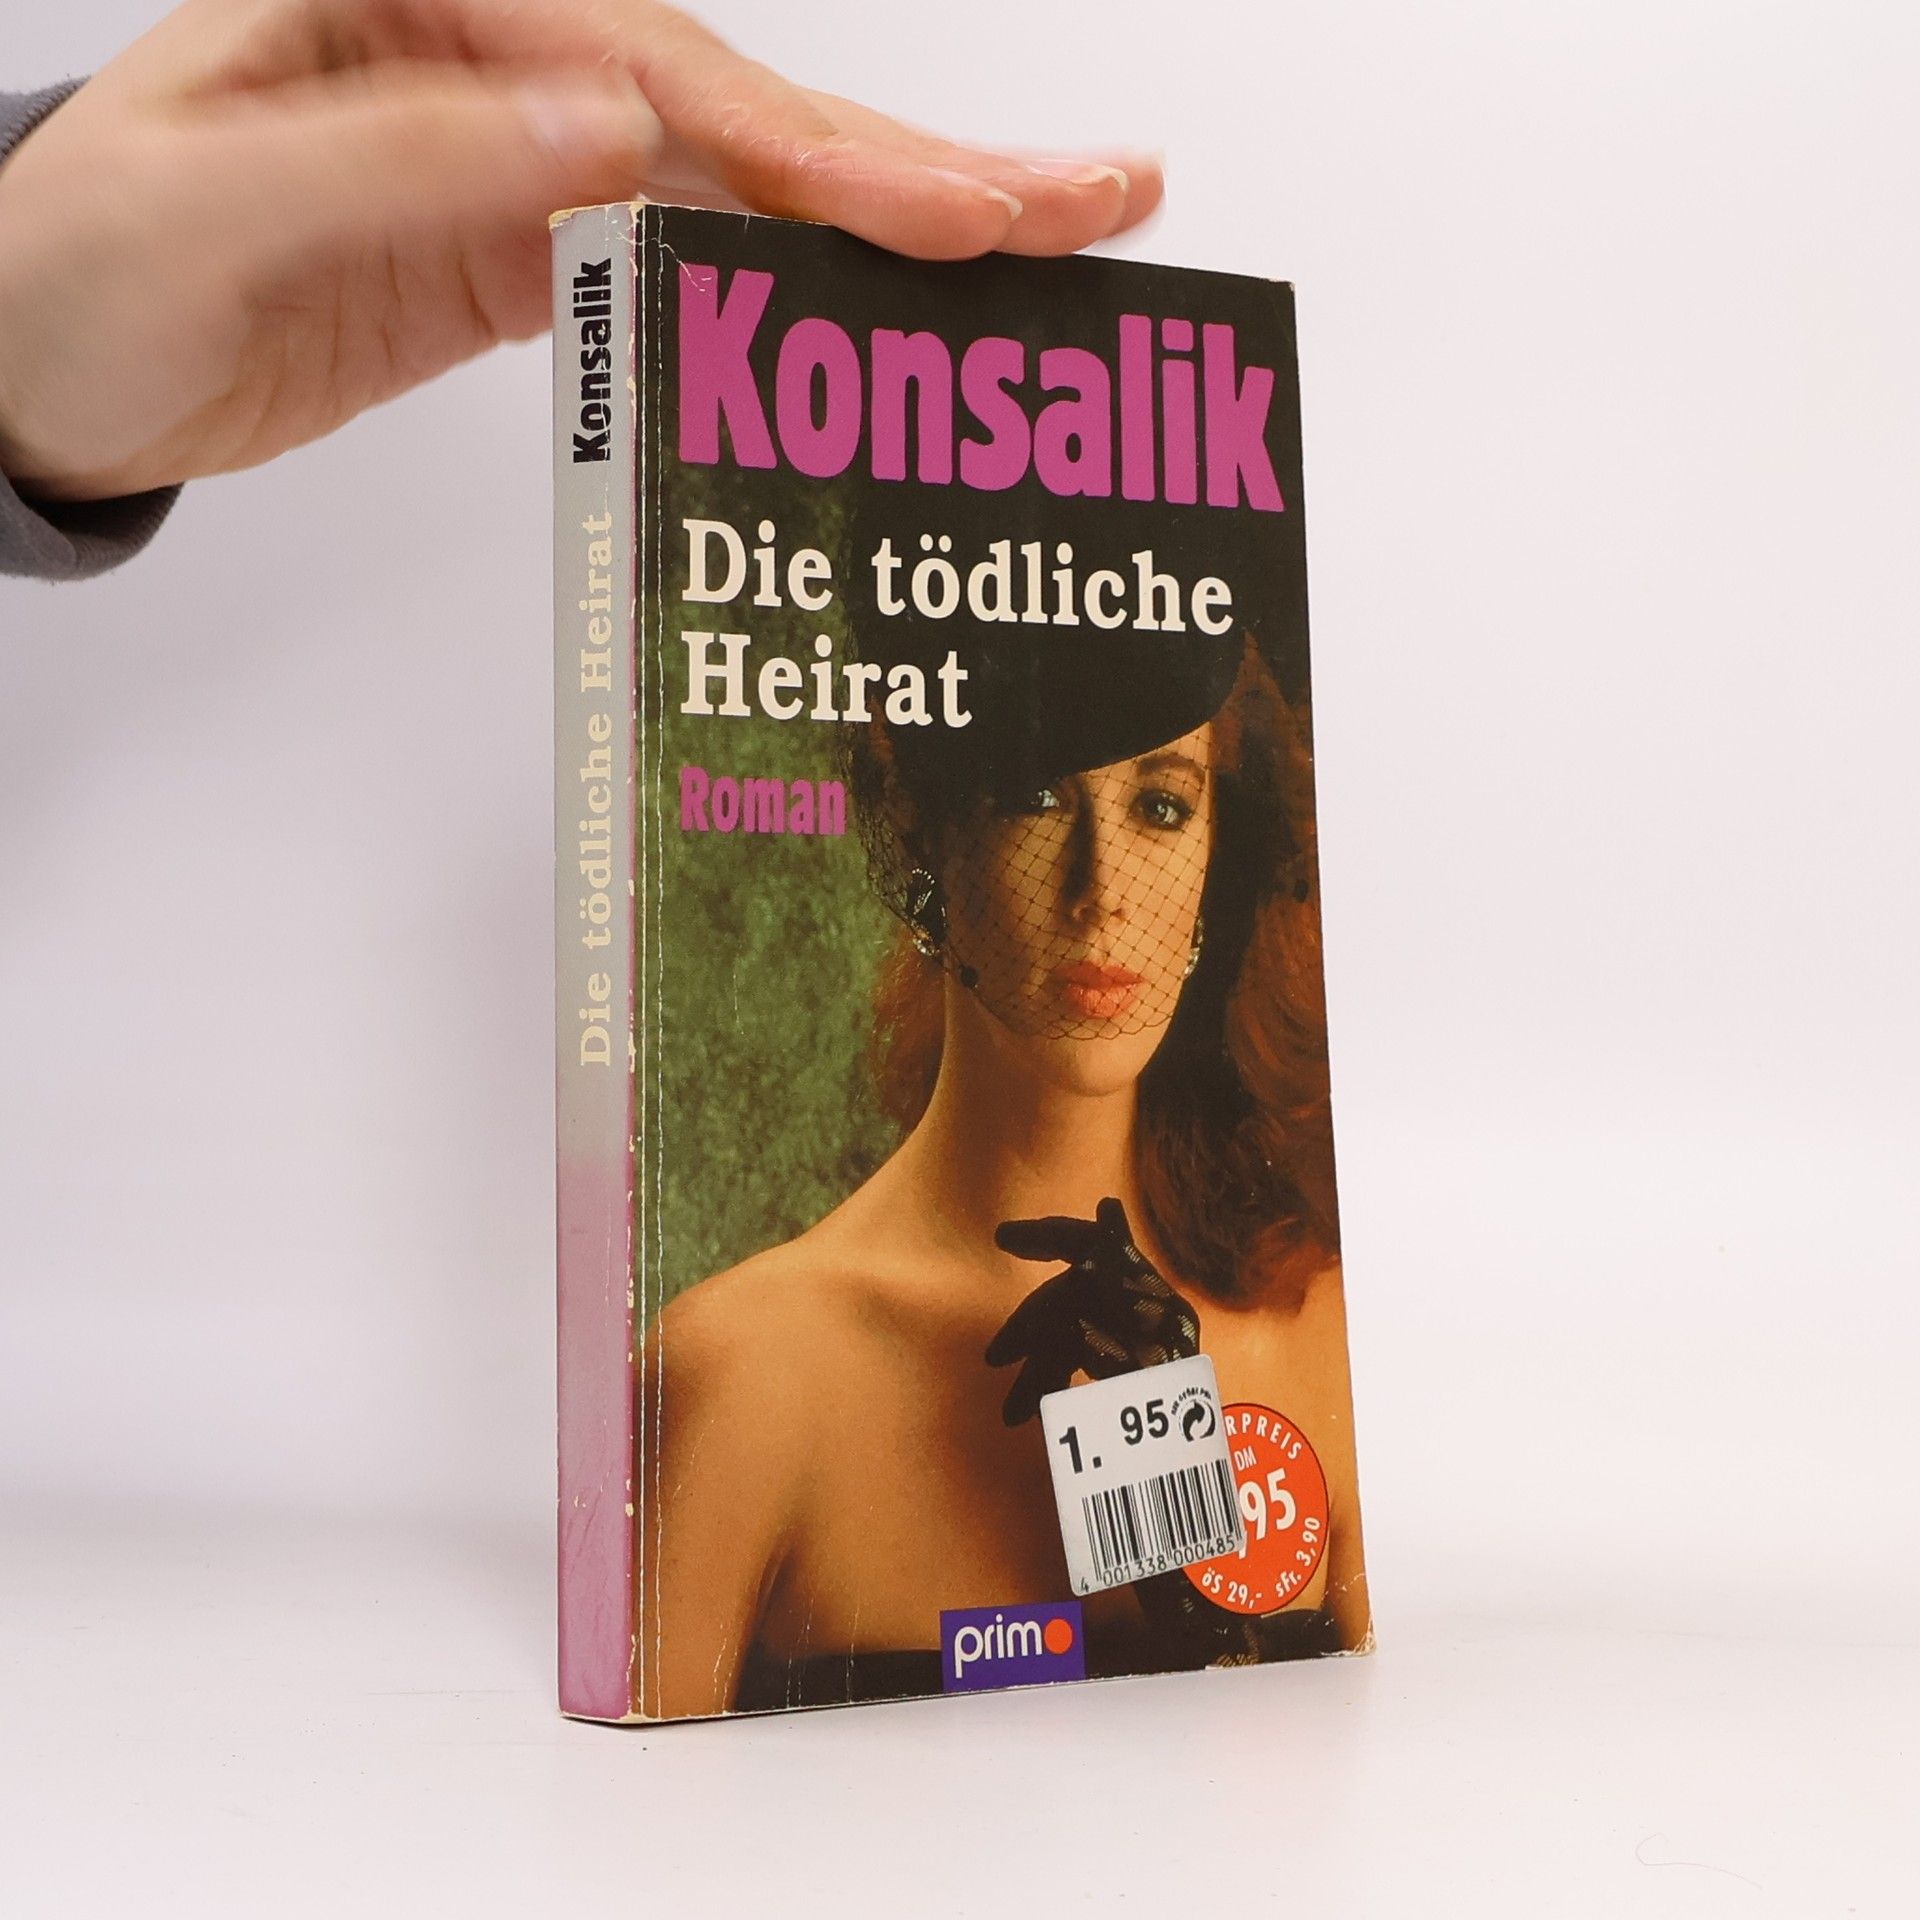 Konsalik
Die tödliche Heirat
Konsalik
Die tödliche
Heirat
Roman
1. 95
4 001338 000485
RPREIS
DM
95
öS 29,- sFr. 3,90
primo